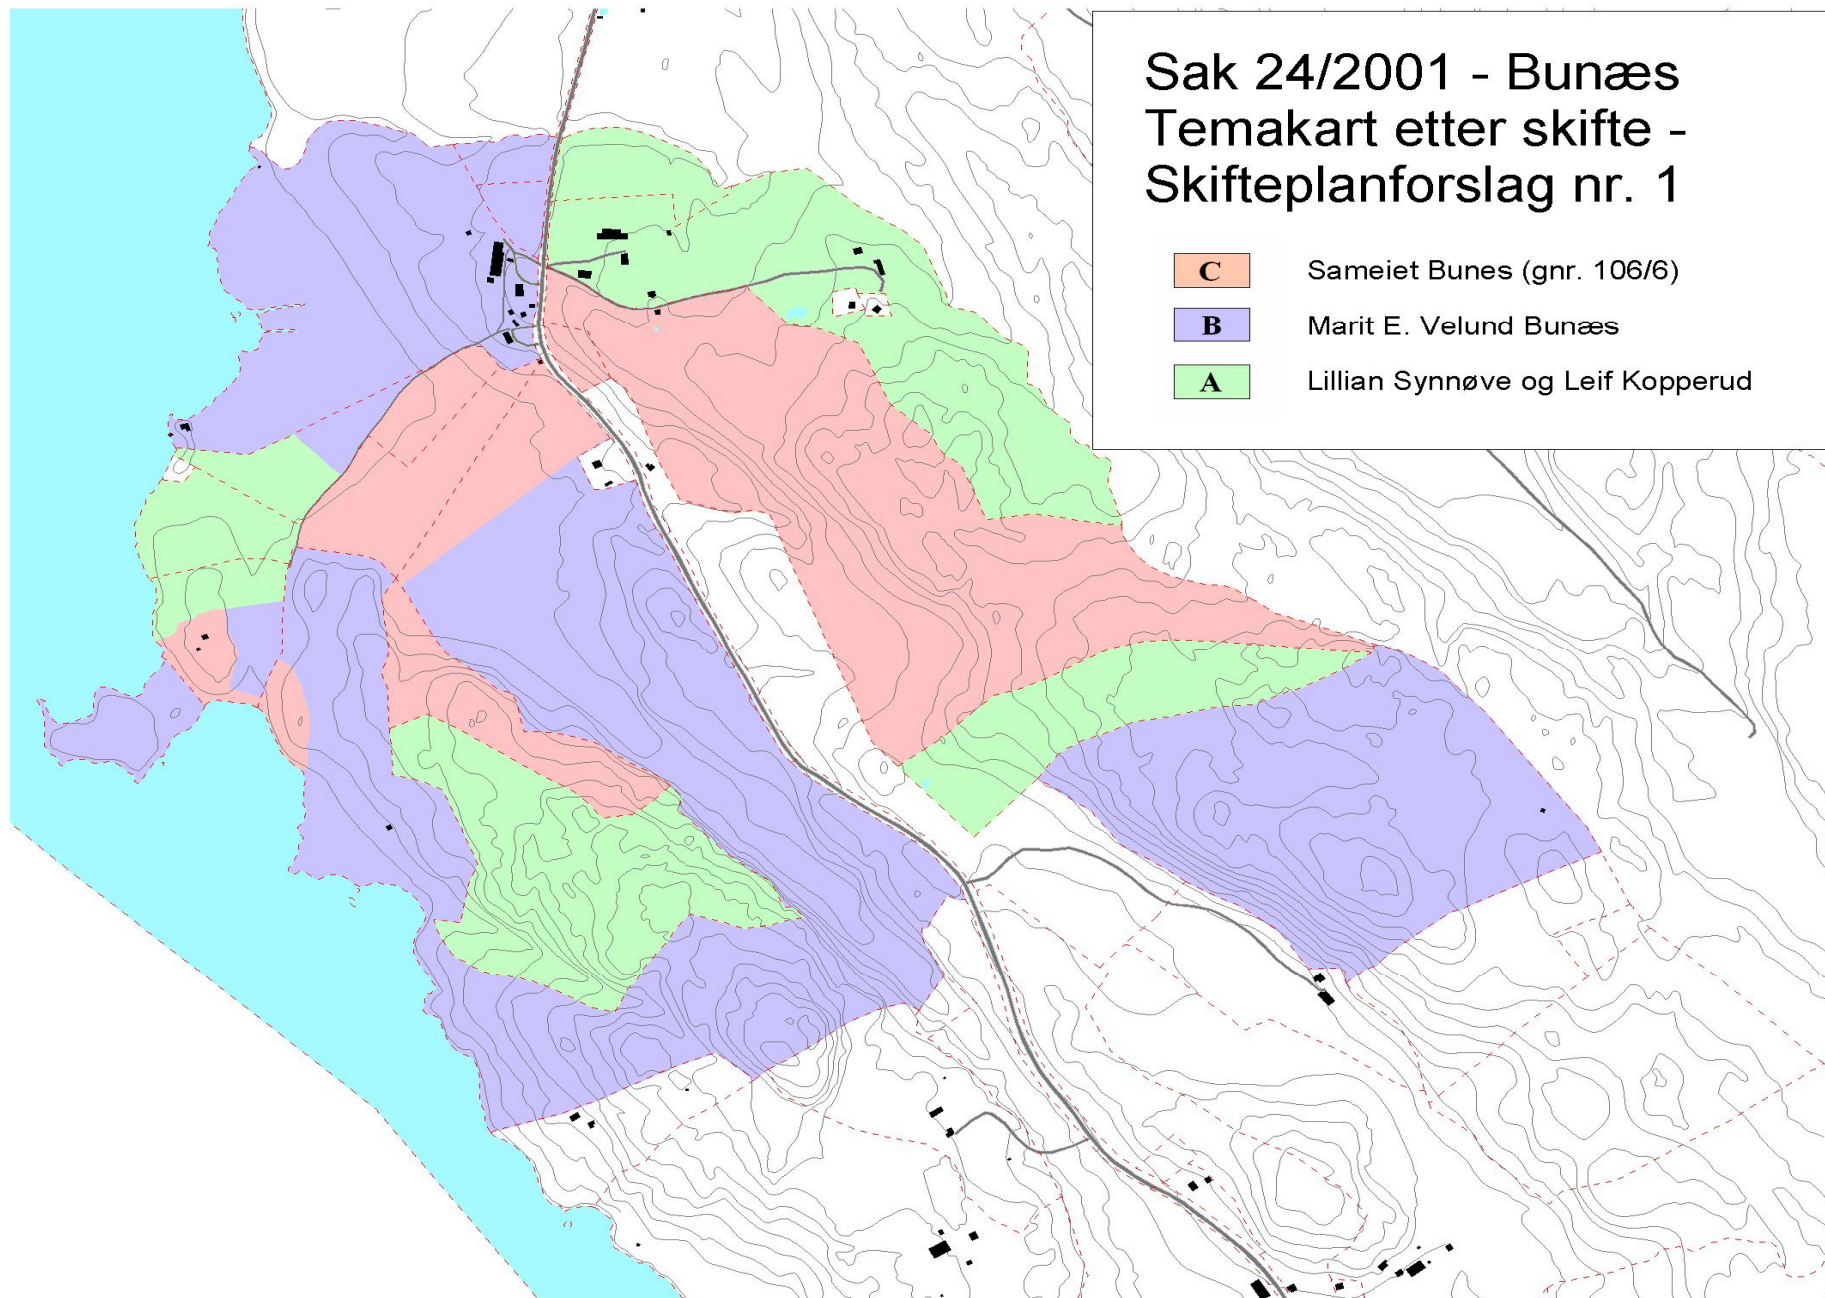 Sak 24/2001 - Bunæs
Temakart etter skifte -
Skifteplanforslag nr. 1
C Sameiet Bunes (gnr. 106/6)
B Marit E. Velund Bunæs
A Lillian Synnøve og Leif Kopperud